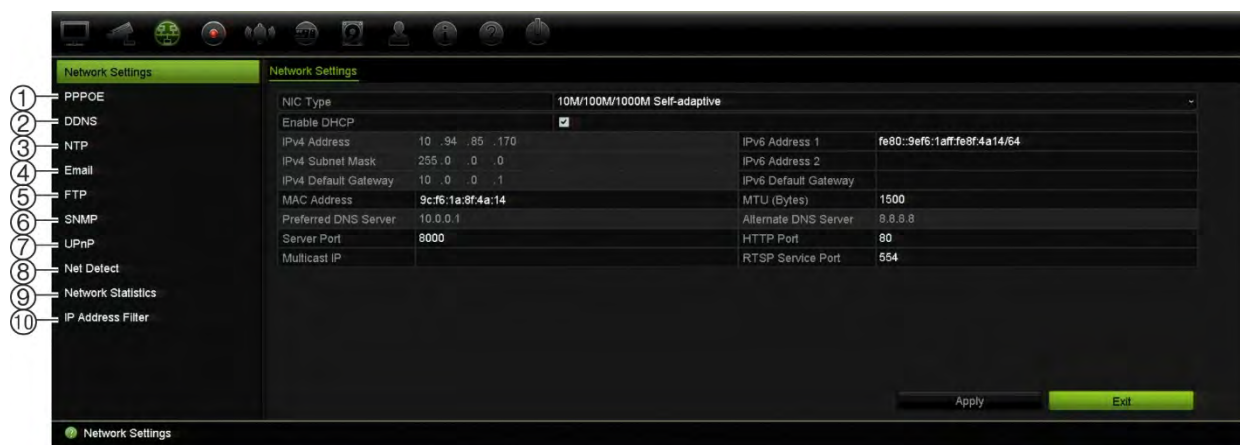 Network Settings
Network Settings
① PPPOE
② DDNS
③ NTP
④ Email
⑤ FTP
⑥ SNMP
⑦ UPnP
⑧ Net Detect
⑨ Network Statistics
⑩ IP Address Filter
NIC Type 10M/100M/1000M Self-adaptive
Enable DHCP
IPv4 Address 10 .94 .85 .170 IPv6 Address 1 fe80::9ef6:1aff:fe8f:4a14/64
IPv4 Subnet Mask 255.0 .0 .0 IPv6 Address 2
IPv4 Default Gateway 10 .0 .0 .1 IPv6 Default Gateway
MAC Address 9c:f6:1a:8f:4a:14 MTU (Bytes) 1500
Preferred DNS Server 10.0.0.1 Alternate DNS Server 8.8.8.8
Server Port 8000 HTTP Port 80
Multicast IP RTSP Service Port 554
Apply Exit
Network Settings